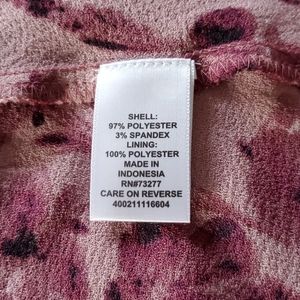 SHELL:
97% POLYESTER
3% SPANDEX
LINING:
100% POLYESTER
MADE IN
INDONESIA
RN#73277
CARE ON REVERSE
400211116604